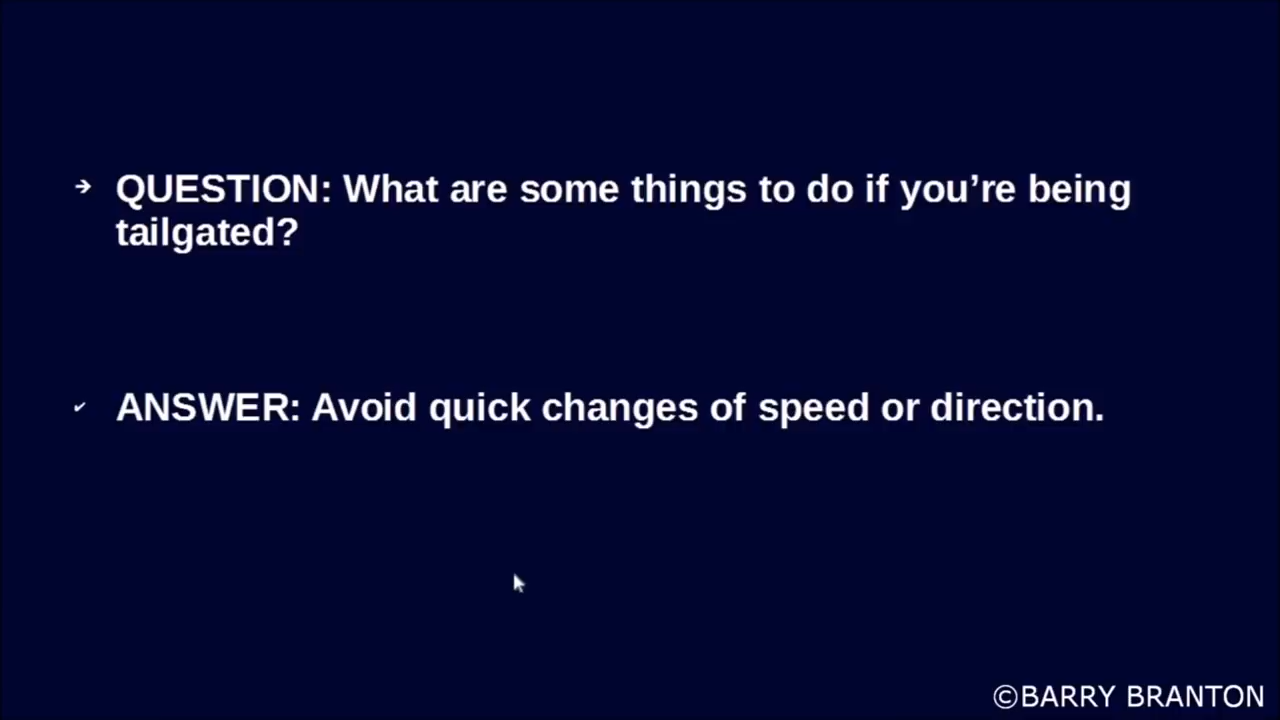 ➔ QUESTION: What are some things to do if you’re being
tailgated?
✔ ANSWER: Avoid quick changes of speed or direction.
©BARRY BRANTON